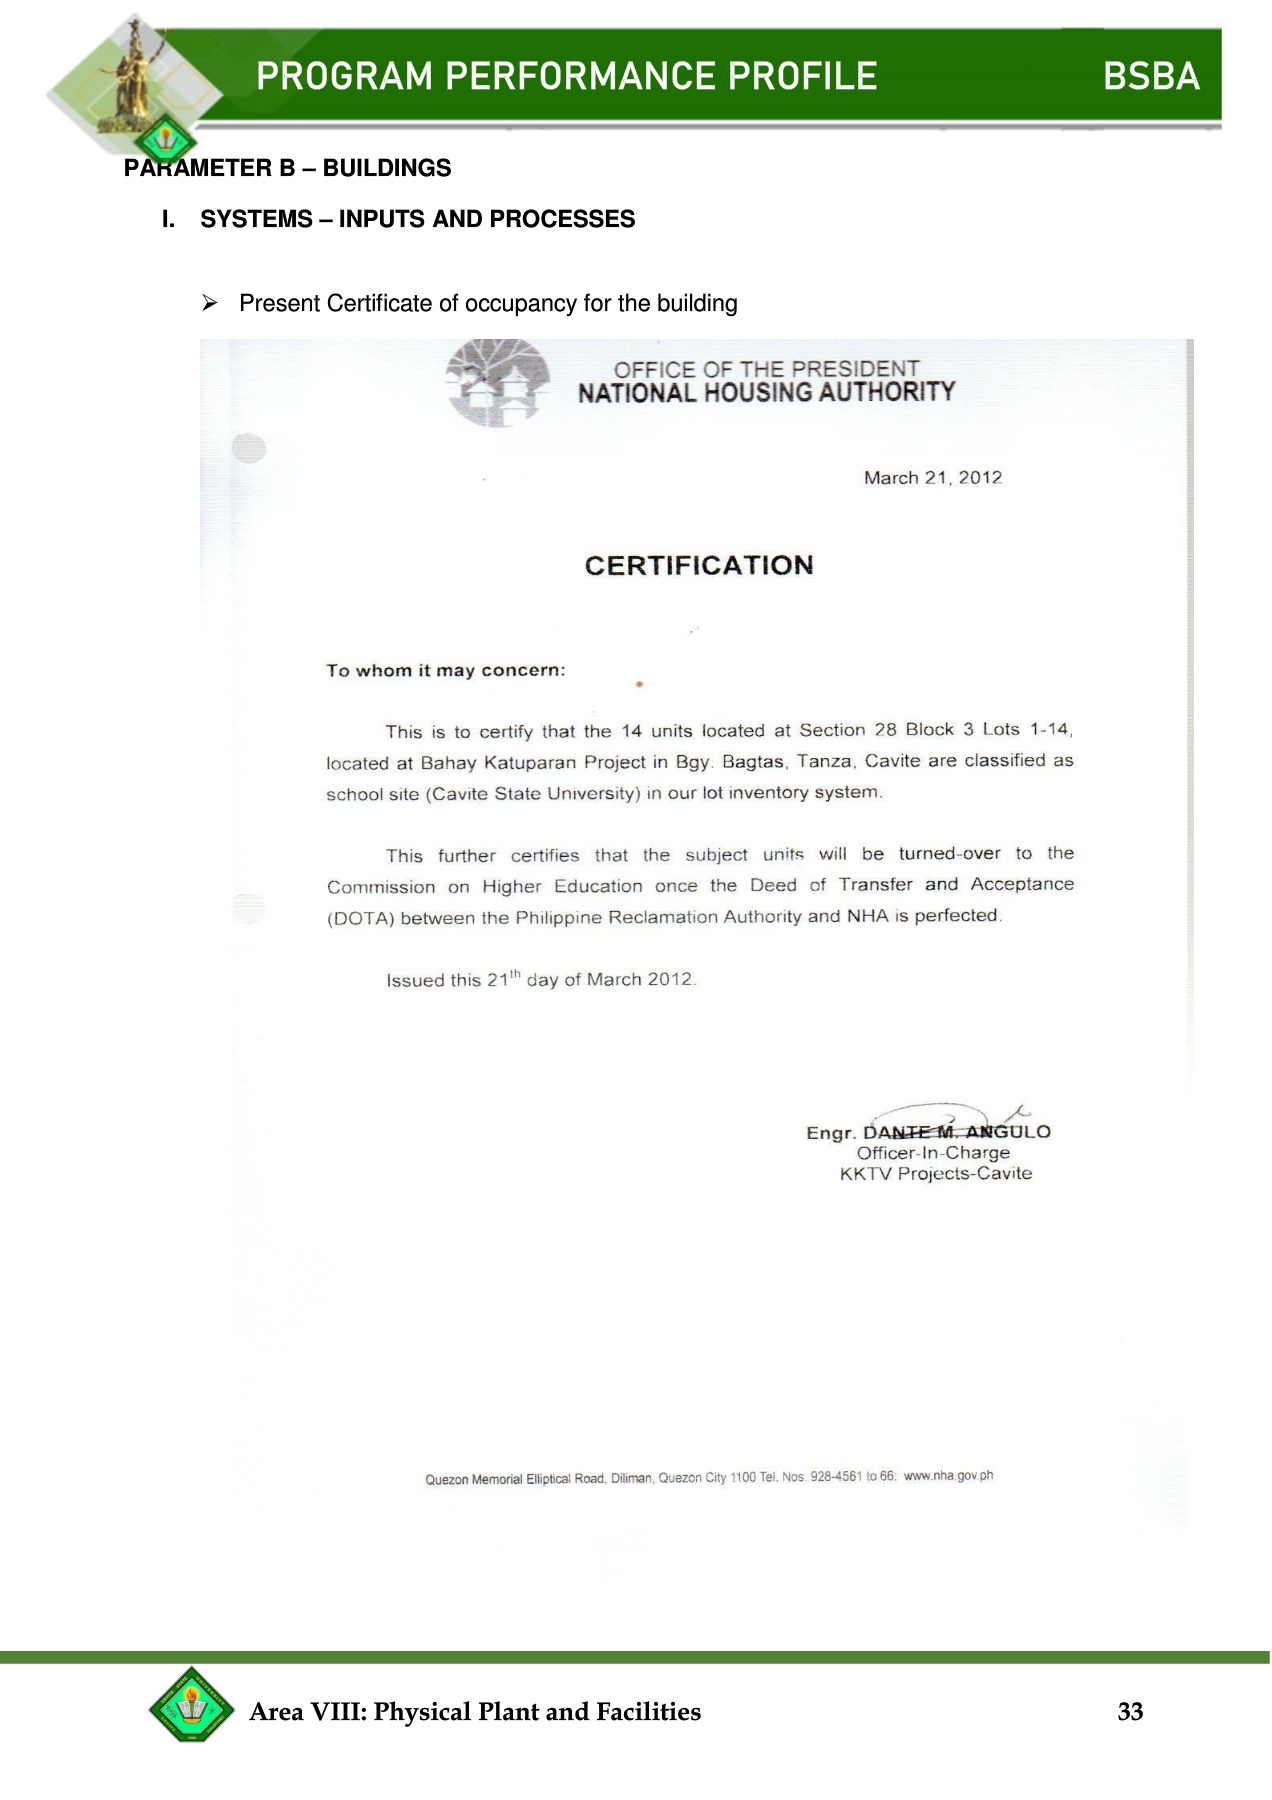 PROGRAM PERFORMANCE PROFILE BSBA
PARAMETER B – BUILDINGS
I. SYSTEMS – INPUTS AND PROCESSES
➢ Present Certificate of occupancy for the building
OFFICE OF THE PRESIDENT
NATIONAL HOUSING AUTHORITY
March 21, 2012
CERTIFICATION
To whom it may concern:
This is to certify that the 14 units located at Section 28 Block 3 Lots 1-14,
located at Bahay Katuparan Project in Bgy. Bagtas, Tanza, Cavite are classified as
school site (Cavite State University) in our lot inventory system.
This further certifies that the subject units will be turned-over to the
Commission on Higher Education once the Deed of Transfer and Acceptance
(DOTA) between the Philippine Reclamation Authority and NHA is perfected.
Issued this 21th day of March 2012.
Engr. DANTE M. ANGULO
Officer-In-Charge
KKTV Projects-Cavite
Quezon Memorial Elliptical Road, Diliman, Quezon City 1100 Tel. Nos. 928-4561 to 66; www.nha.gov.ph
Area VIII: Physical Plant and Facilities 33